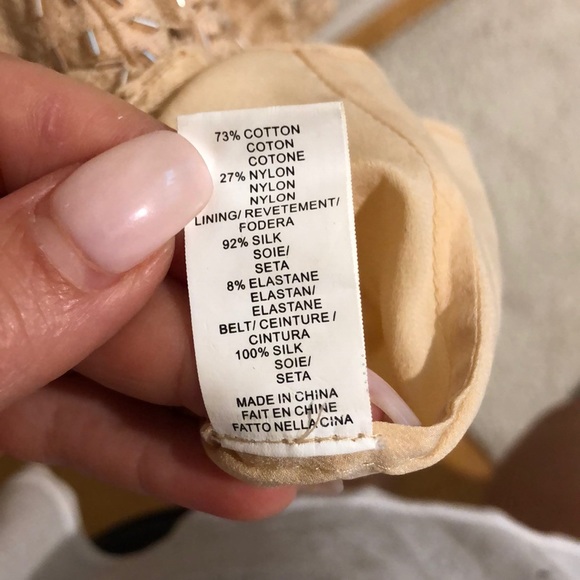 73% COTTON
COTON
COTONE
27% NYLON
NYLON
NYLON
LINING/ REVETEMENT/
FODERA
92% SILK
SOIE/
SETA
8% ELASTANE
ELASTAN/
ELASTANE
BELT/ CEINTURE /
CINTURA
100% SILK
SOIE/
SETA
MADE IN CHINA
FAIT EN CHINE
FATTO NELLA CINA